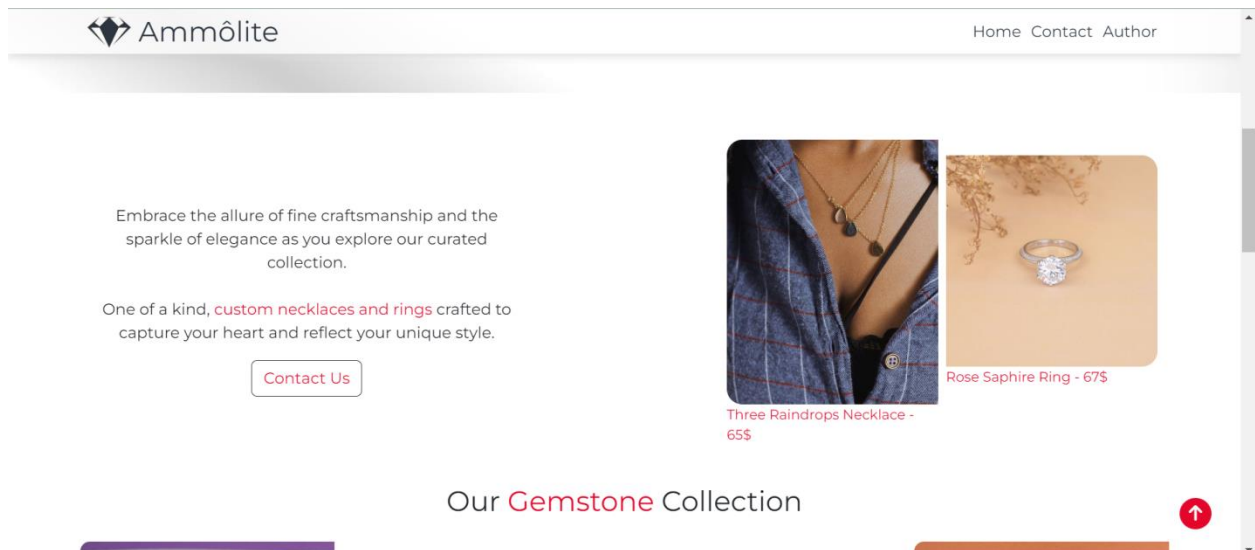 Ammôlite
Home Contact Author
Embrace the allure of fine craftsmanship and the
sparkle of elegance as you explore our curated
collection.
One of a kind, custom necklaces and rings crafted to
capture your heart and reflect your unique style.
Contact Us
Three Raindrops Necklace -
65$
Rose Saphire Ring - 67$
Our Gemstone Collection